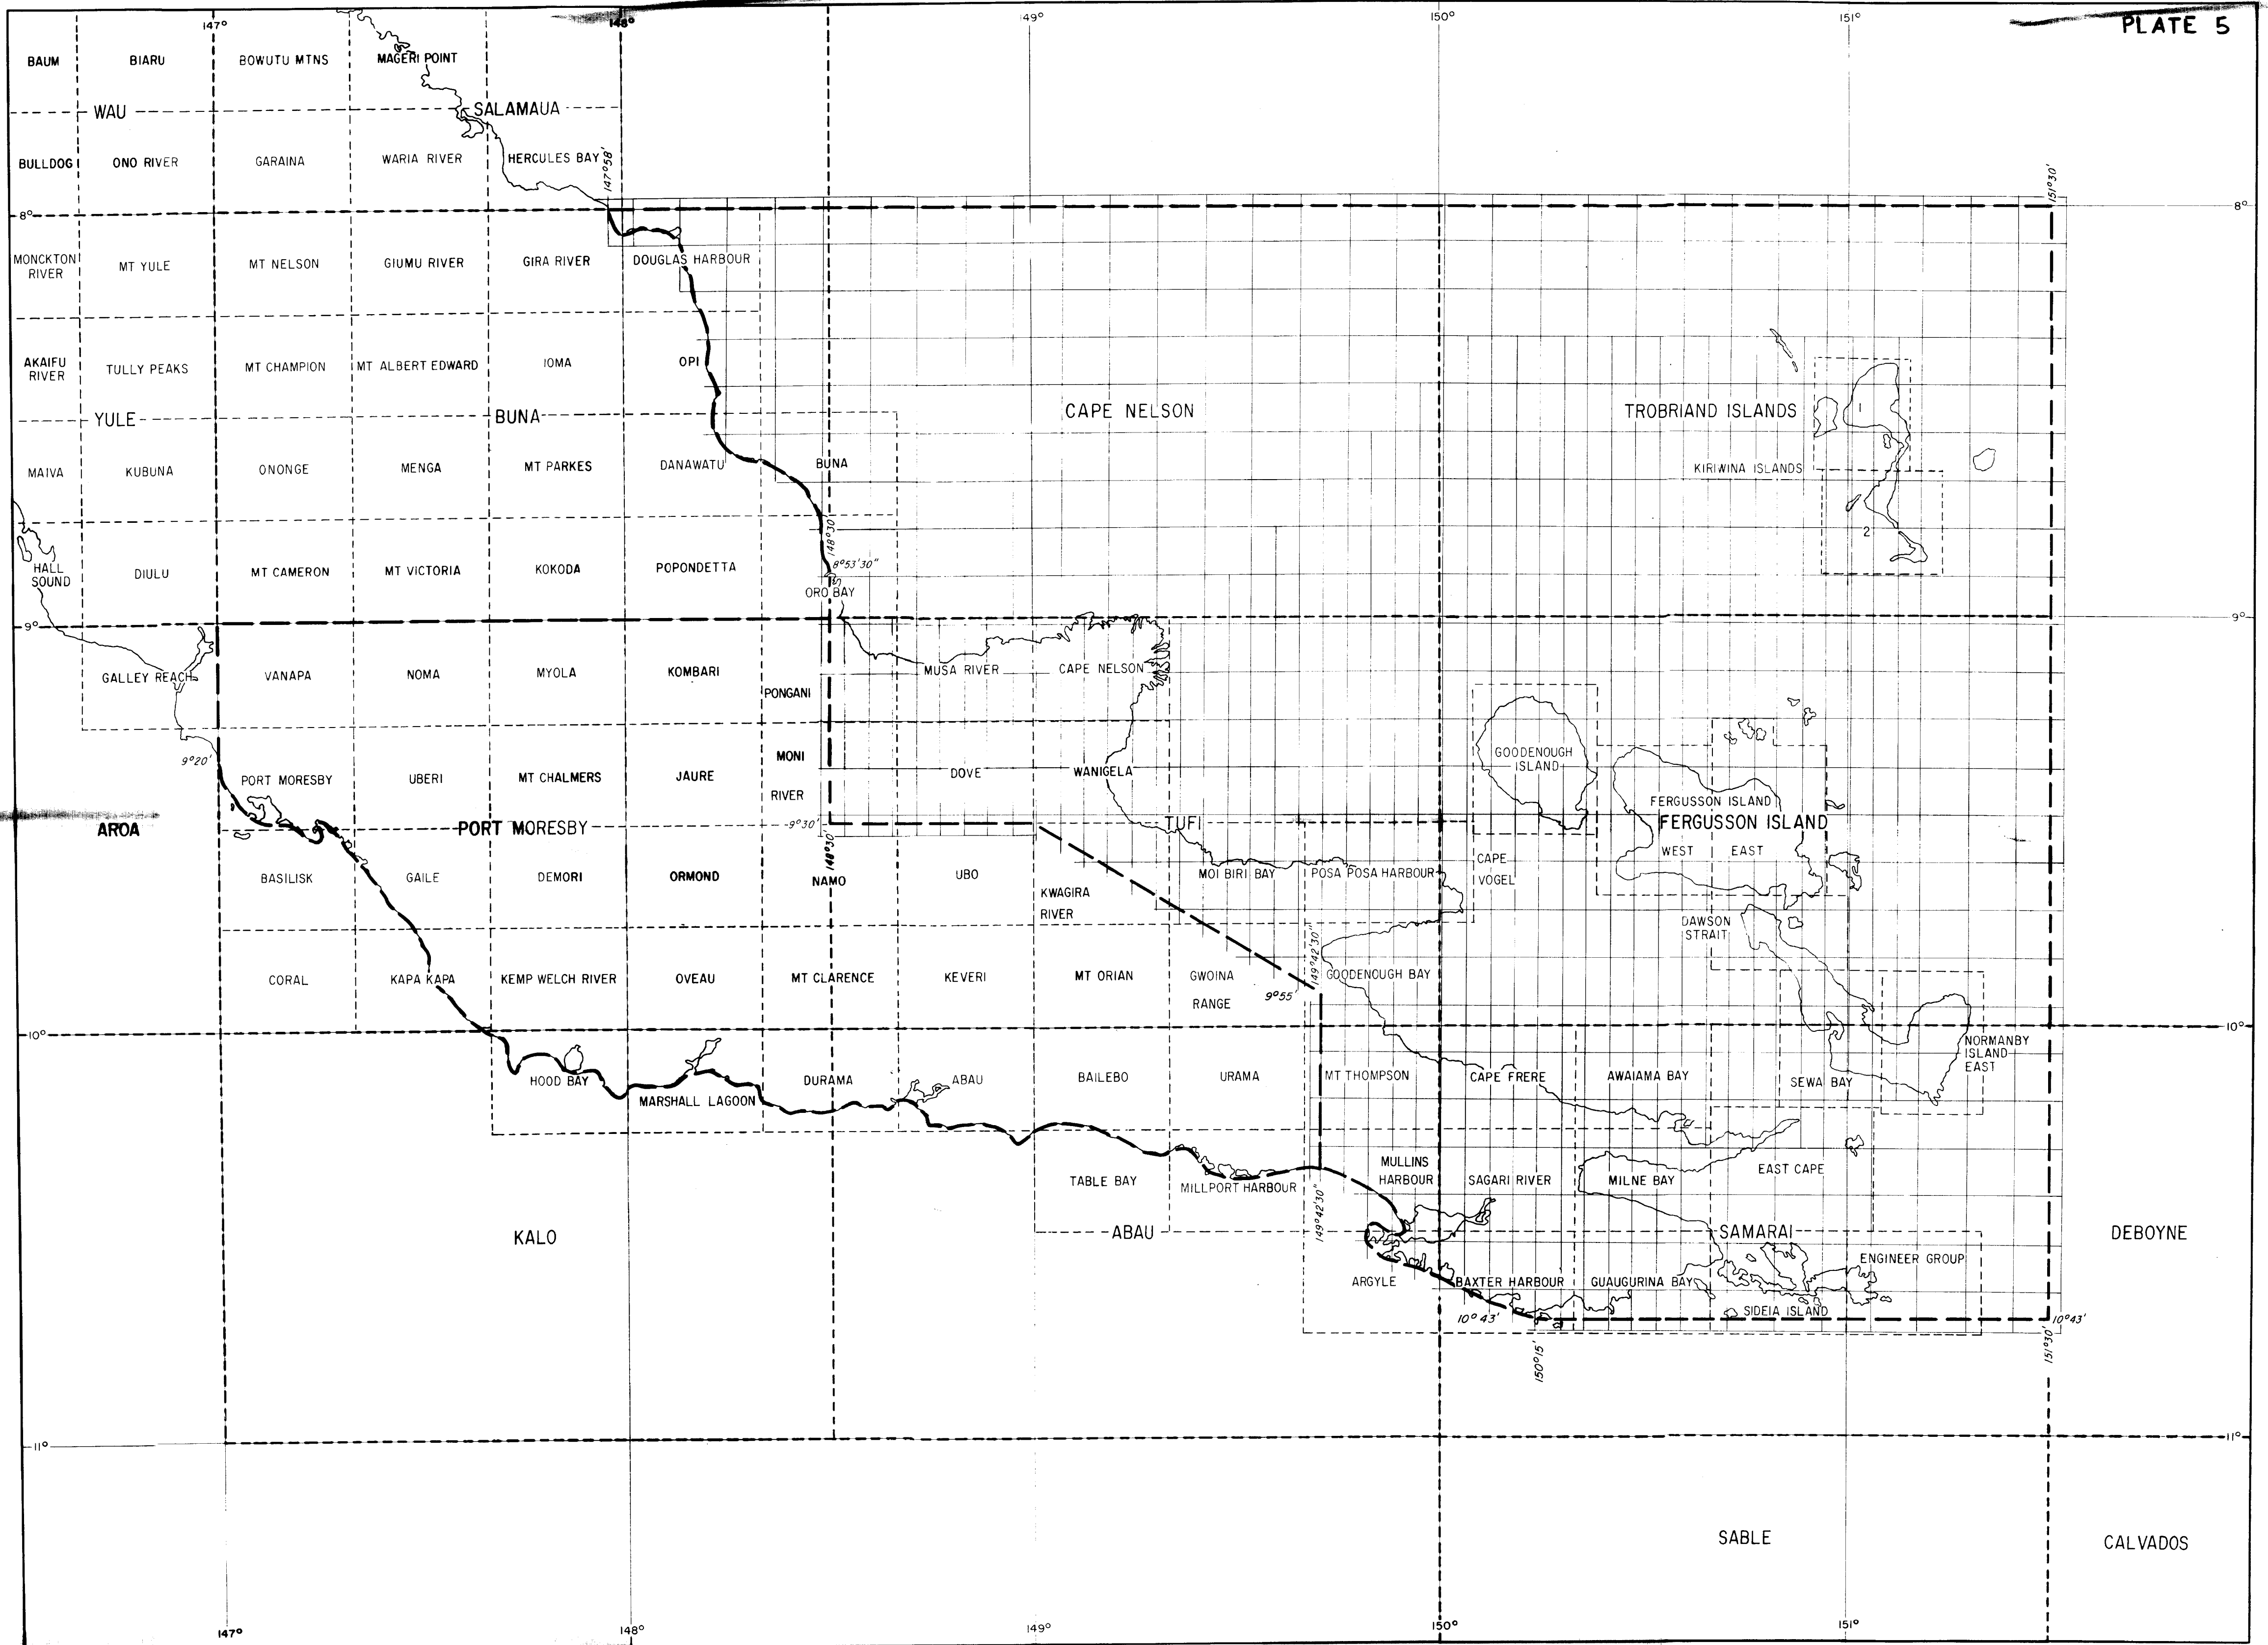 147°
148°
149°
150°
151°
PLATE 5
BAUM
BIARU
BOWUTU MTNS
MAGERI POINT
WAU
SALAMAUA
BULLDOG
ONO RIVER
GARAINA
WARIA RIVER
HERCULES BAY
147°58'
151°30'
8°
8°
MONCKTON
RIVER
MT YULE
MT NELSON
GIUMU RIVER
GIRA RIVER
DOUGLAS HARBOUR
AKAIFU
RIVER
TULLY PEAKS
MT CHAMPION
MT ALBERT EDWARD
IOMA
OPI
YULE
BUNA
CAPE NELSON
TROBRIAND ISLANDS
1
MAIVA
KUBUNA
ONONGE
MENGA
MT PARKES
DANAWATU
BUNA
KIRIWINA ISLANDS
2
148°30'
HALL
SOUND
DIULU
MT CAMERON
MT VICTORIA
KOKODA
POPONDETTA
8°53'30"
ORO BAY
9°
9°
GALLEY REACH
VANAPA
NOMA
MYOLA
KOMBARI
PONGANI
MUSA RIVER
CAPE NELSON
9°20'
PORT MORESBY
UBERI
MT CHALMERS
JAURE
MONI
RIVER
DOVE
WANIGELA
GOODENOUGH
ISLAND
FERGUSSON ISLAND
AROA
PORT MORESBY
9°30'
148°30'
TUFI
FERGUSSON ISLAND
WEST
EAST
BASILISK
GAILE
DEMORI
ORMOND
NAMO
UBO
KWAGIRA
RIVER
MOI BIRI BAY
POSA POSA HARBOUR
CAPE
VOGEL
DAWSON
STRAIT
CORAL
KAPA KAPA
KEMP WELCH RIVER
OVEAU
MT CLARENCE
KEVERI
MT ORIAN
GWOINA
RANGE
9°55'
149°42'30"
GOODENOUGH BAY
10°
10°
NORMANBY
ISLAND
EAST
HOOD BAY
MARSHALL LAGOON
DURAMA
ABAU
BAILEBO
URAMA
MT THOMPSON
CAPE FRERE
AWAIAMA BAY
SEWA BAY
TABLE BAY
MILLPORT HARBOUR
149°42'30"
MULLINS
HARBOUR
SAGARI RIVER
MILNE BAY
EAST CAPE
KALO
ABAU
SAMARAI
DEBOYNE
ARGYLE
BAXTER HARBOUR
GUAUGURINA BAY
ENGINEER GROUP
SIDEIA ISLAND
10°43'
10°43'
150°15'
151°30'
11°
11°
SABLE
CALVADOS
147°
148°
149°
150°
151°